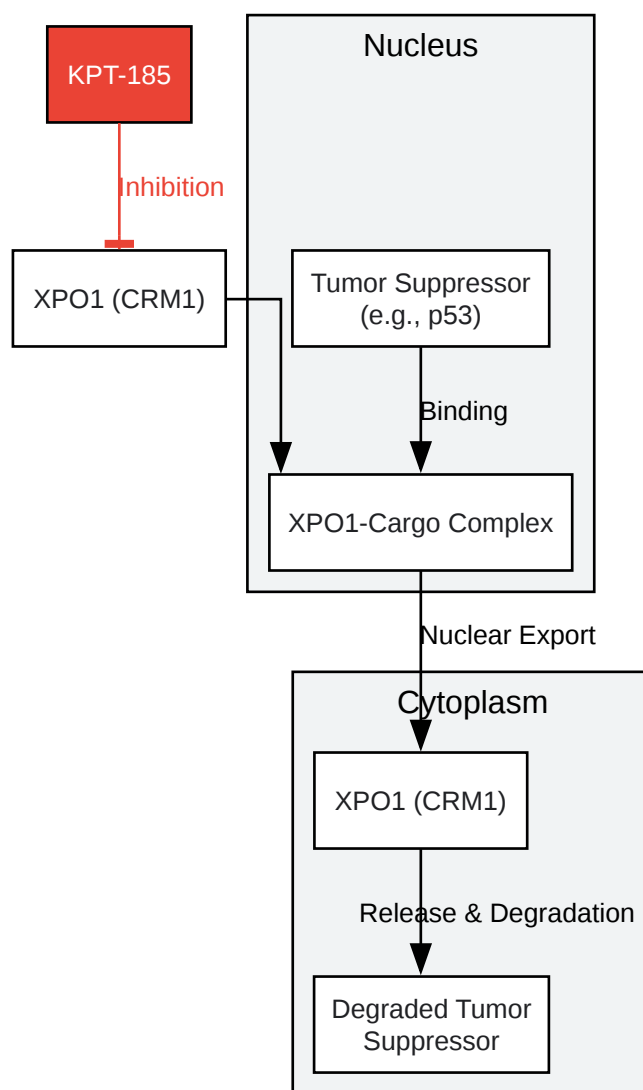 Nucleus
KPT-185
Inhibition
XPO1 (CRM1)
Tumor Suppressor
(e.g., p53)
Binding
XPO1-Cargo Complex
Nuclear Export
Cytoplasm
XPO1 (CRM1)
Release & Degradation
Degraded Tumor
Suppressor